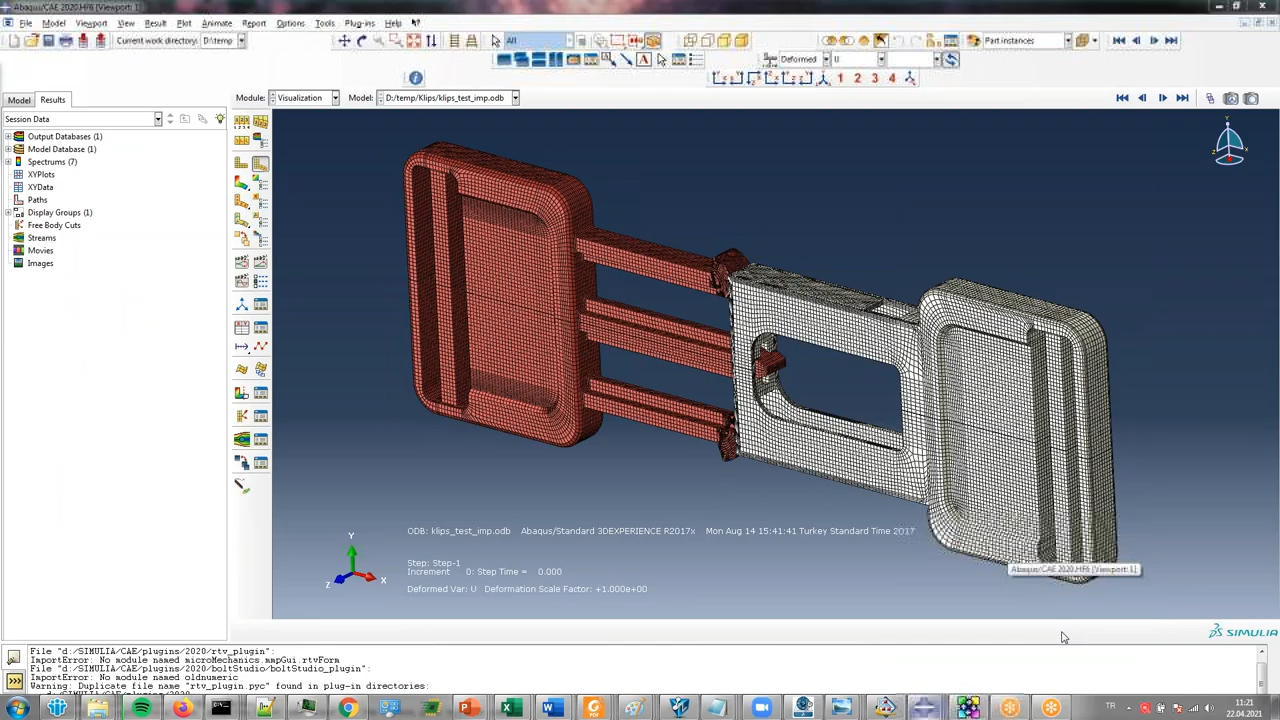 Abaqus/CAE 2020.HF6 [Viewport: 1]
File Model Viewport View Result Plot Animate Report Options Tools Plug-ins Help
Current work directory: D:\temp
All
Part instances
Deformed U
1 2 3 4
Model Results
Module: Visualization Model: D:/temp/Klips/klips_test_imp.odb
Session Data
Output Databases (1)
Model Database (1)
Spectrums (7)
XYPlots
XYData
Paths
Display Groups (1)
Free Body Cuts
Streams
Movies
Images
Y
Z X
ODB: klips_test_imp.odb Abaqus/Standard 3DEXPERIENCE R2017x Mon Aug 14 15:41:41 Turkey Standard Time 2017
Y
Z X
Step: Step-1
Increment 0: Step Time = 0.000
Deformed Var: U Deformation Scale Factor: +1.000e+00
Abaqus/CAE 2020.HF6 [Viewport: 1]
SIMULIA
File "d:/SIMULIA/CAE/plugins/2020/rtv_plugin":
ImportError: No module named microMechanics.mmpGui.rtvForm
File "d:/SIMULIA/CAE/plugins/2020/boltStudio/boltStudio_plugin":
ImportError: No module named oldnumeric
Warning: Duplicate file name "rtv_plugin.pyc" found in plug-in directories:
TR 11:21
22.04.2021